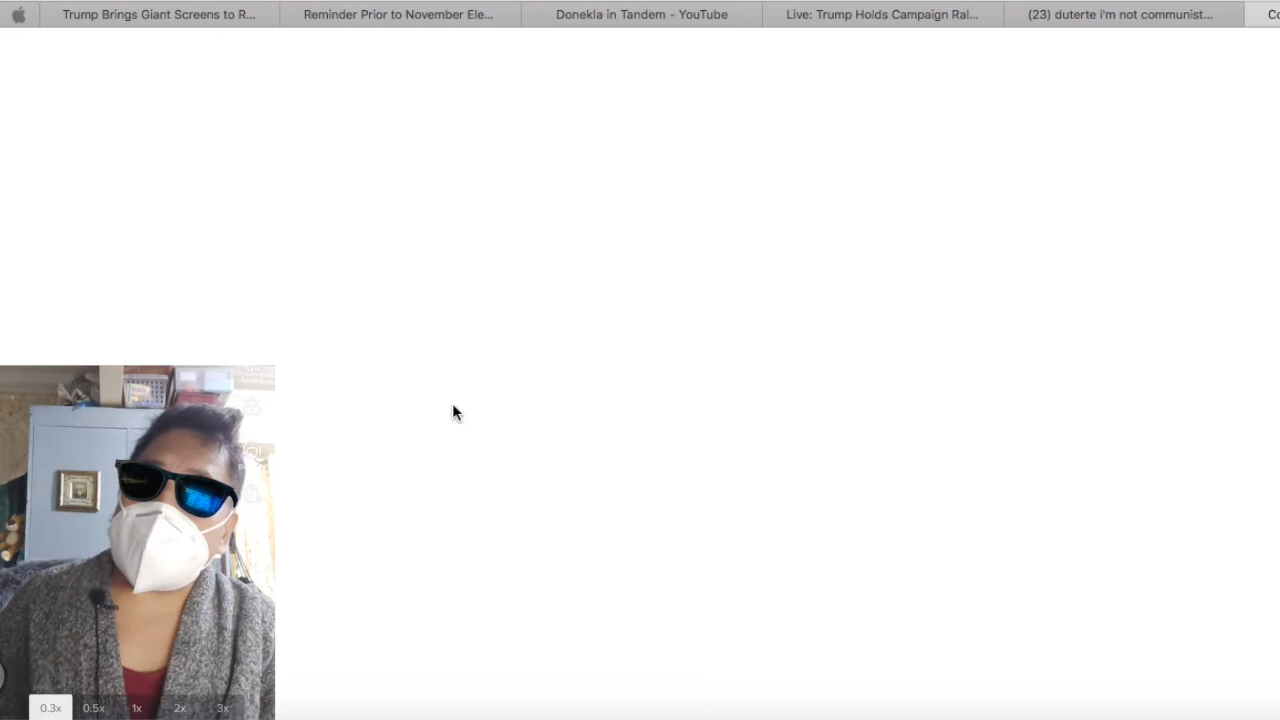 Trump Brings Giant Screens to R...
Reminder Prior to November Ele...
Donekla in Tandem - YouTube
Live: Trump Holds Campaign Ral...
(23) duterte i'm not communist...
Co
0.3x 0.5x 1x 2x 3x